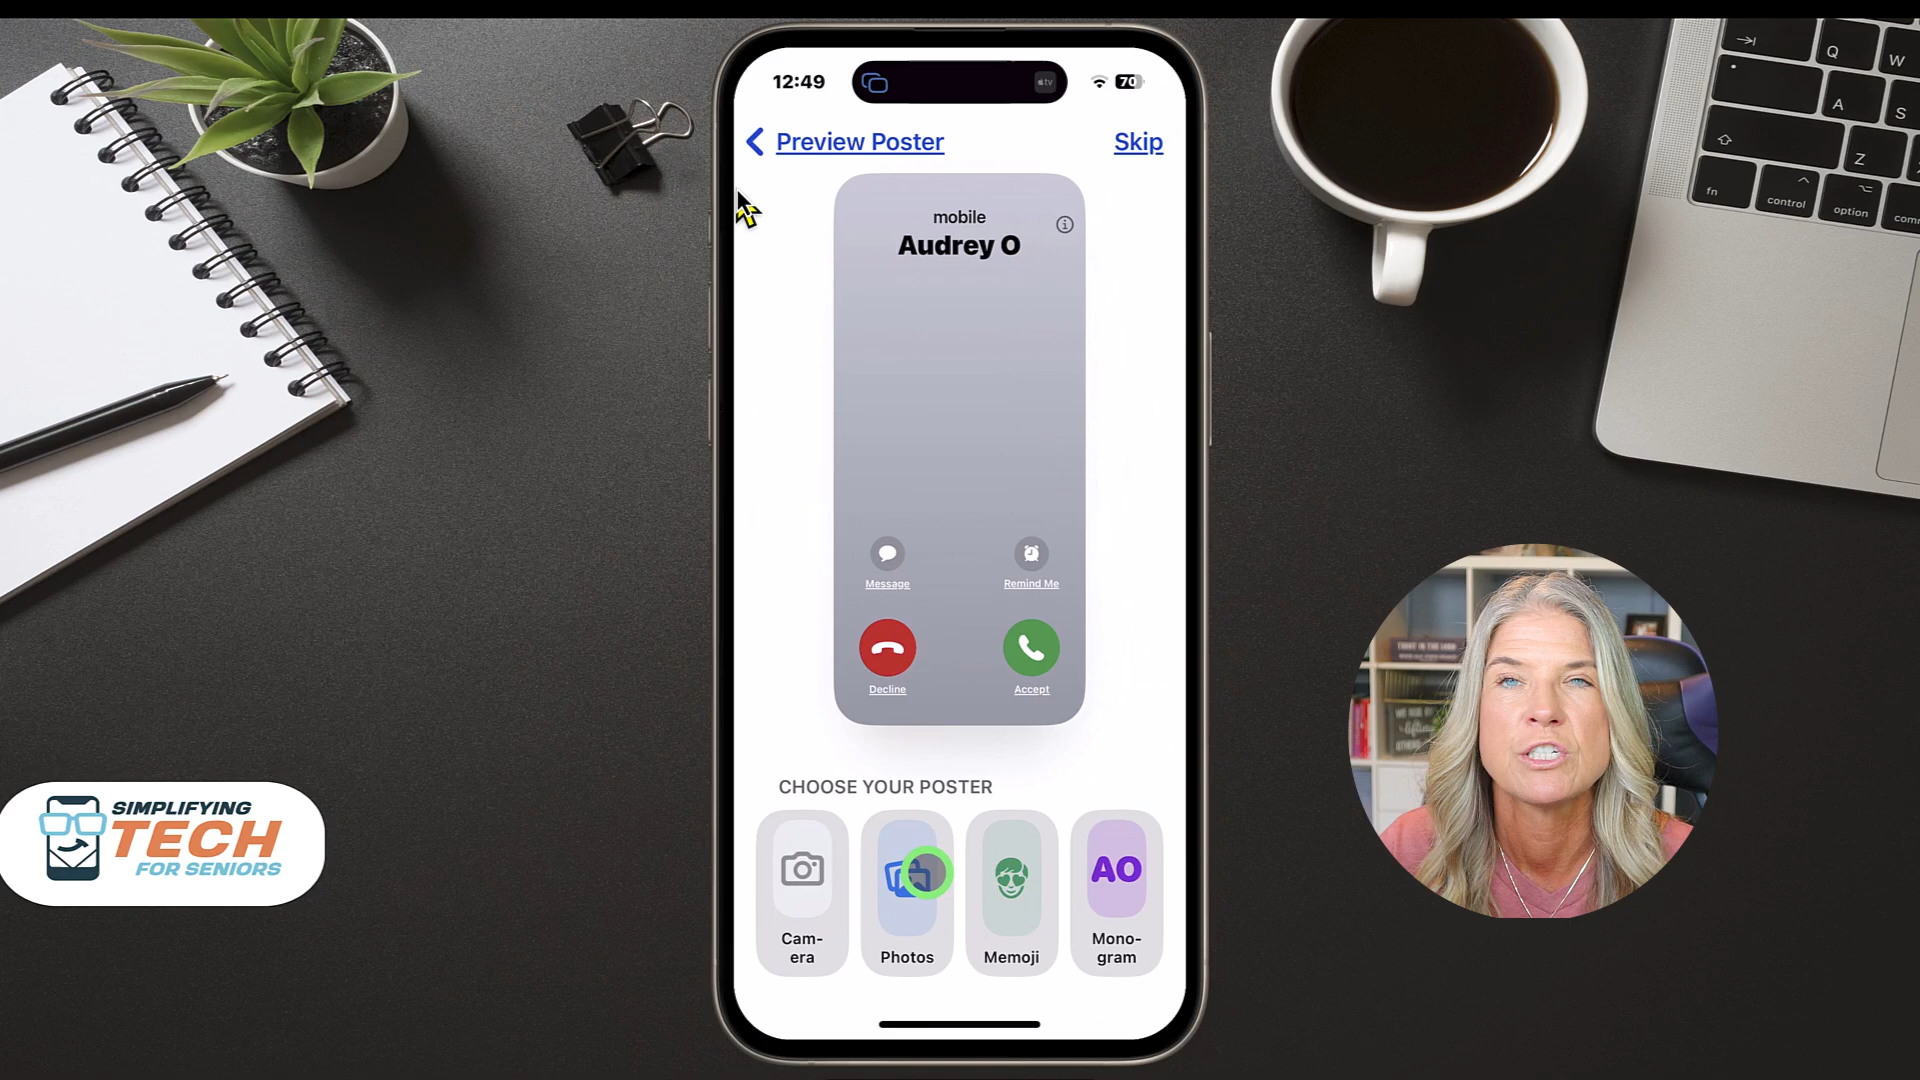 12:49
tv
70
Preview Poster
Skip
mobile
Audrey O
Message
Remind Me
Decline
Accept
CHOOSE YOUR POSTER
AO
Cam-
era
Photos
Memoji
Mono-
gram
SIMPLIFYING
TECH
FOR SENIORS
Q
W
A
S
Z
fn
control
option